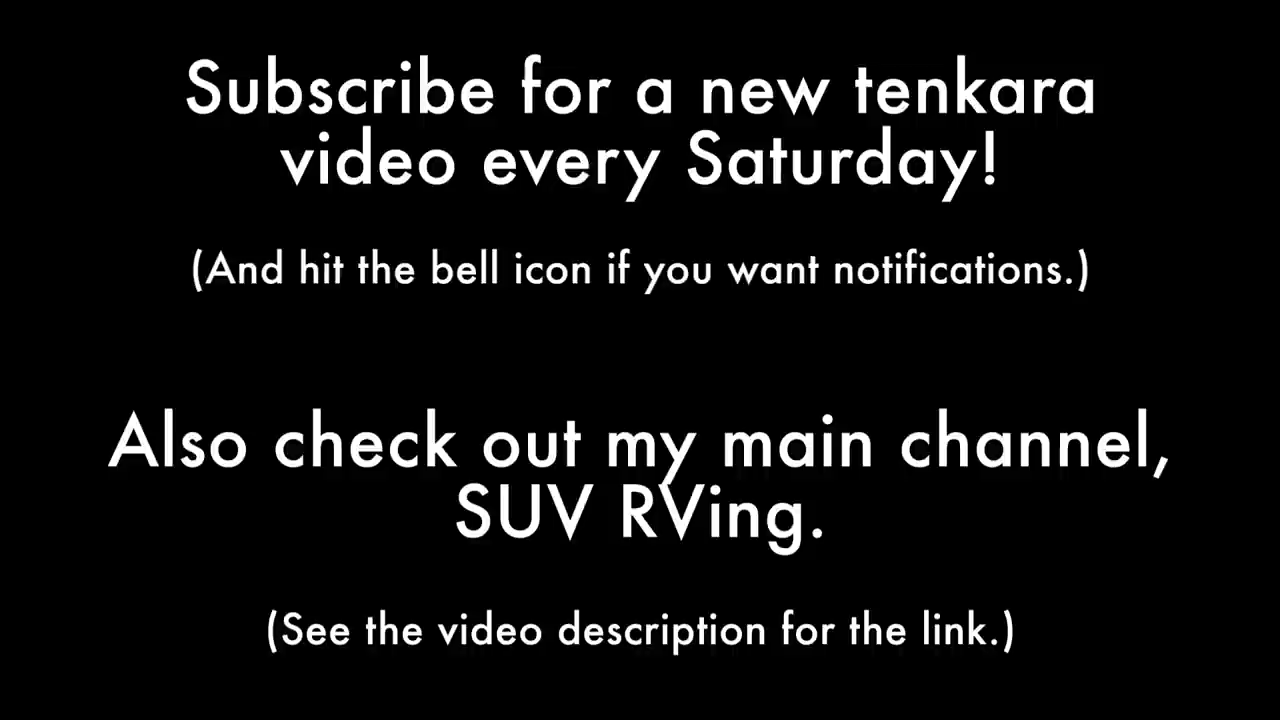 Subscribe for a new tenkara
video every Saturday!
(And hit the bell icon if you want notifications.)
Also check out my main channel,
SUV RVing.
(See the video description for the link.)